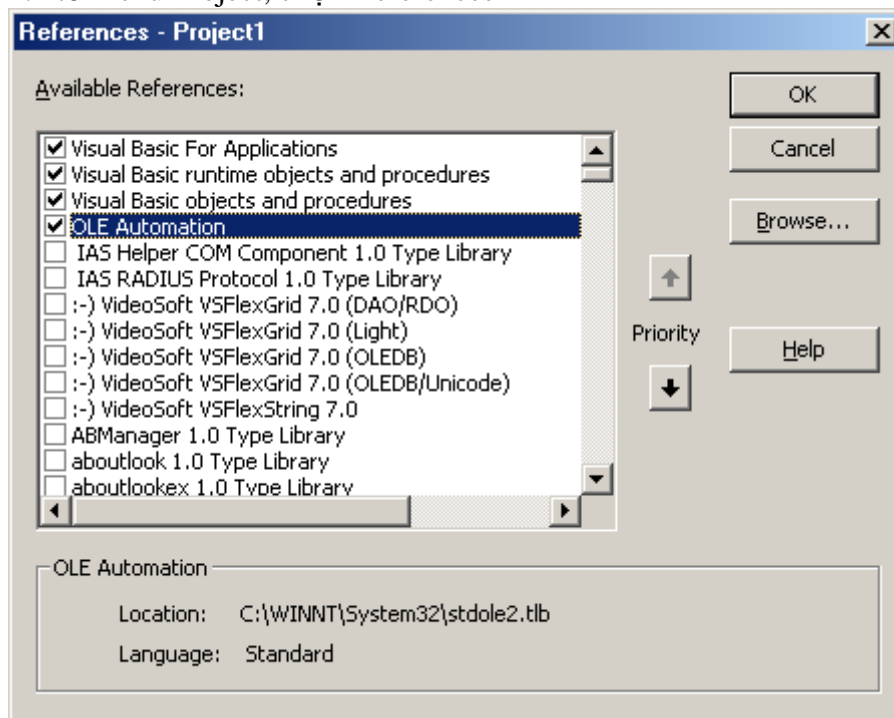 References - Project1
Available References:
Visual Basic For Applications
Visual Basic runtime objects and procedures
Visual Basic objects and procedures
OLE Automation
IAS Helper COM Component 1.0 Type Library
IAS RADIUS Protocol 1.0 Type Library
:-) VideoSoft VSFlexGrid 7.0 (DAO/RDO)
:-) VideoSoft VSFlexGrid 7.0 (Light)
:-) VideoSoft VSFlexGrid 7.0 (OLEDB)
:-) VideoSoft VSFlexGrid 7.0 (OLEDB/Unicode)
:-) VideoSoft VSFlexString 7.0
ABManager 1.0 Type Library
aboutlook 1.0 Type Library
aboutlookex 1.0 Type Library
Priority
OK
Cancel
Browse...
Help
OLE Automation
Location: C:\WINNT\System32\stdole2.tlb
Language: Standard